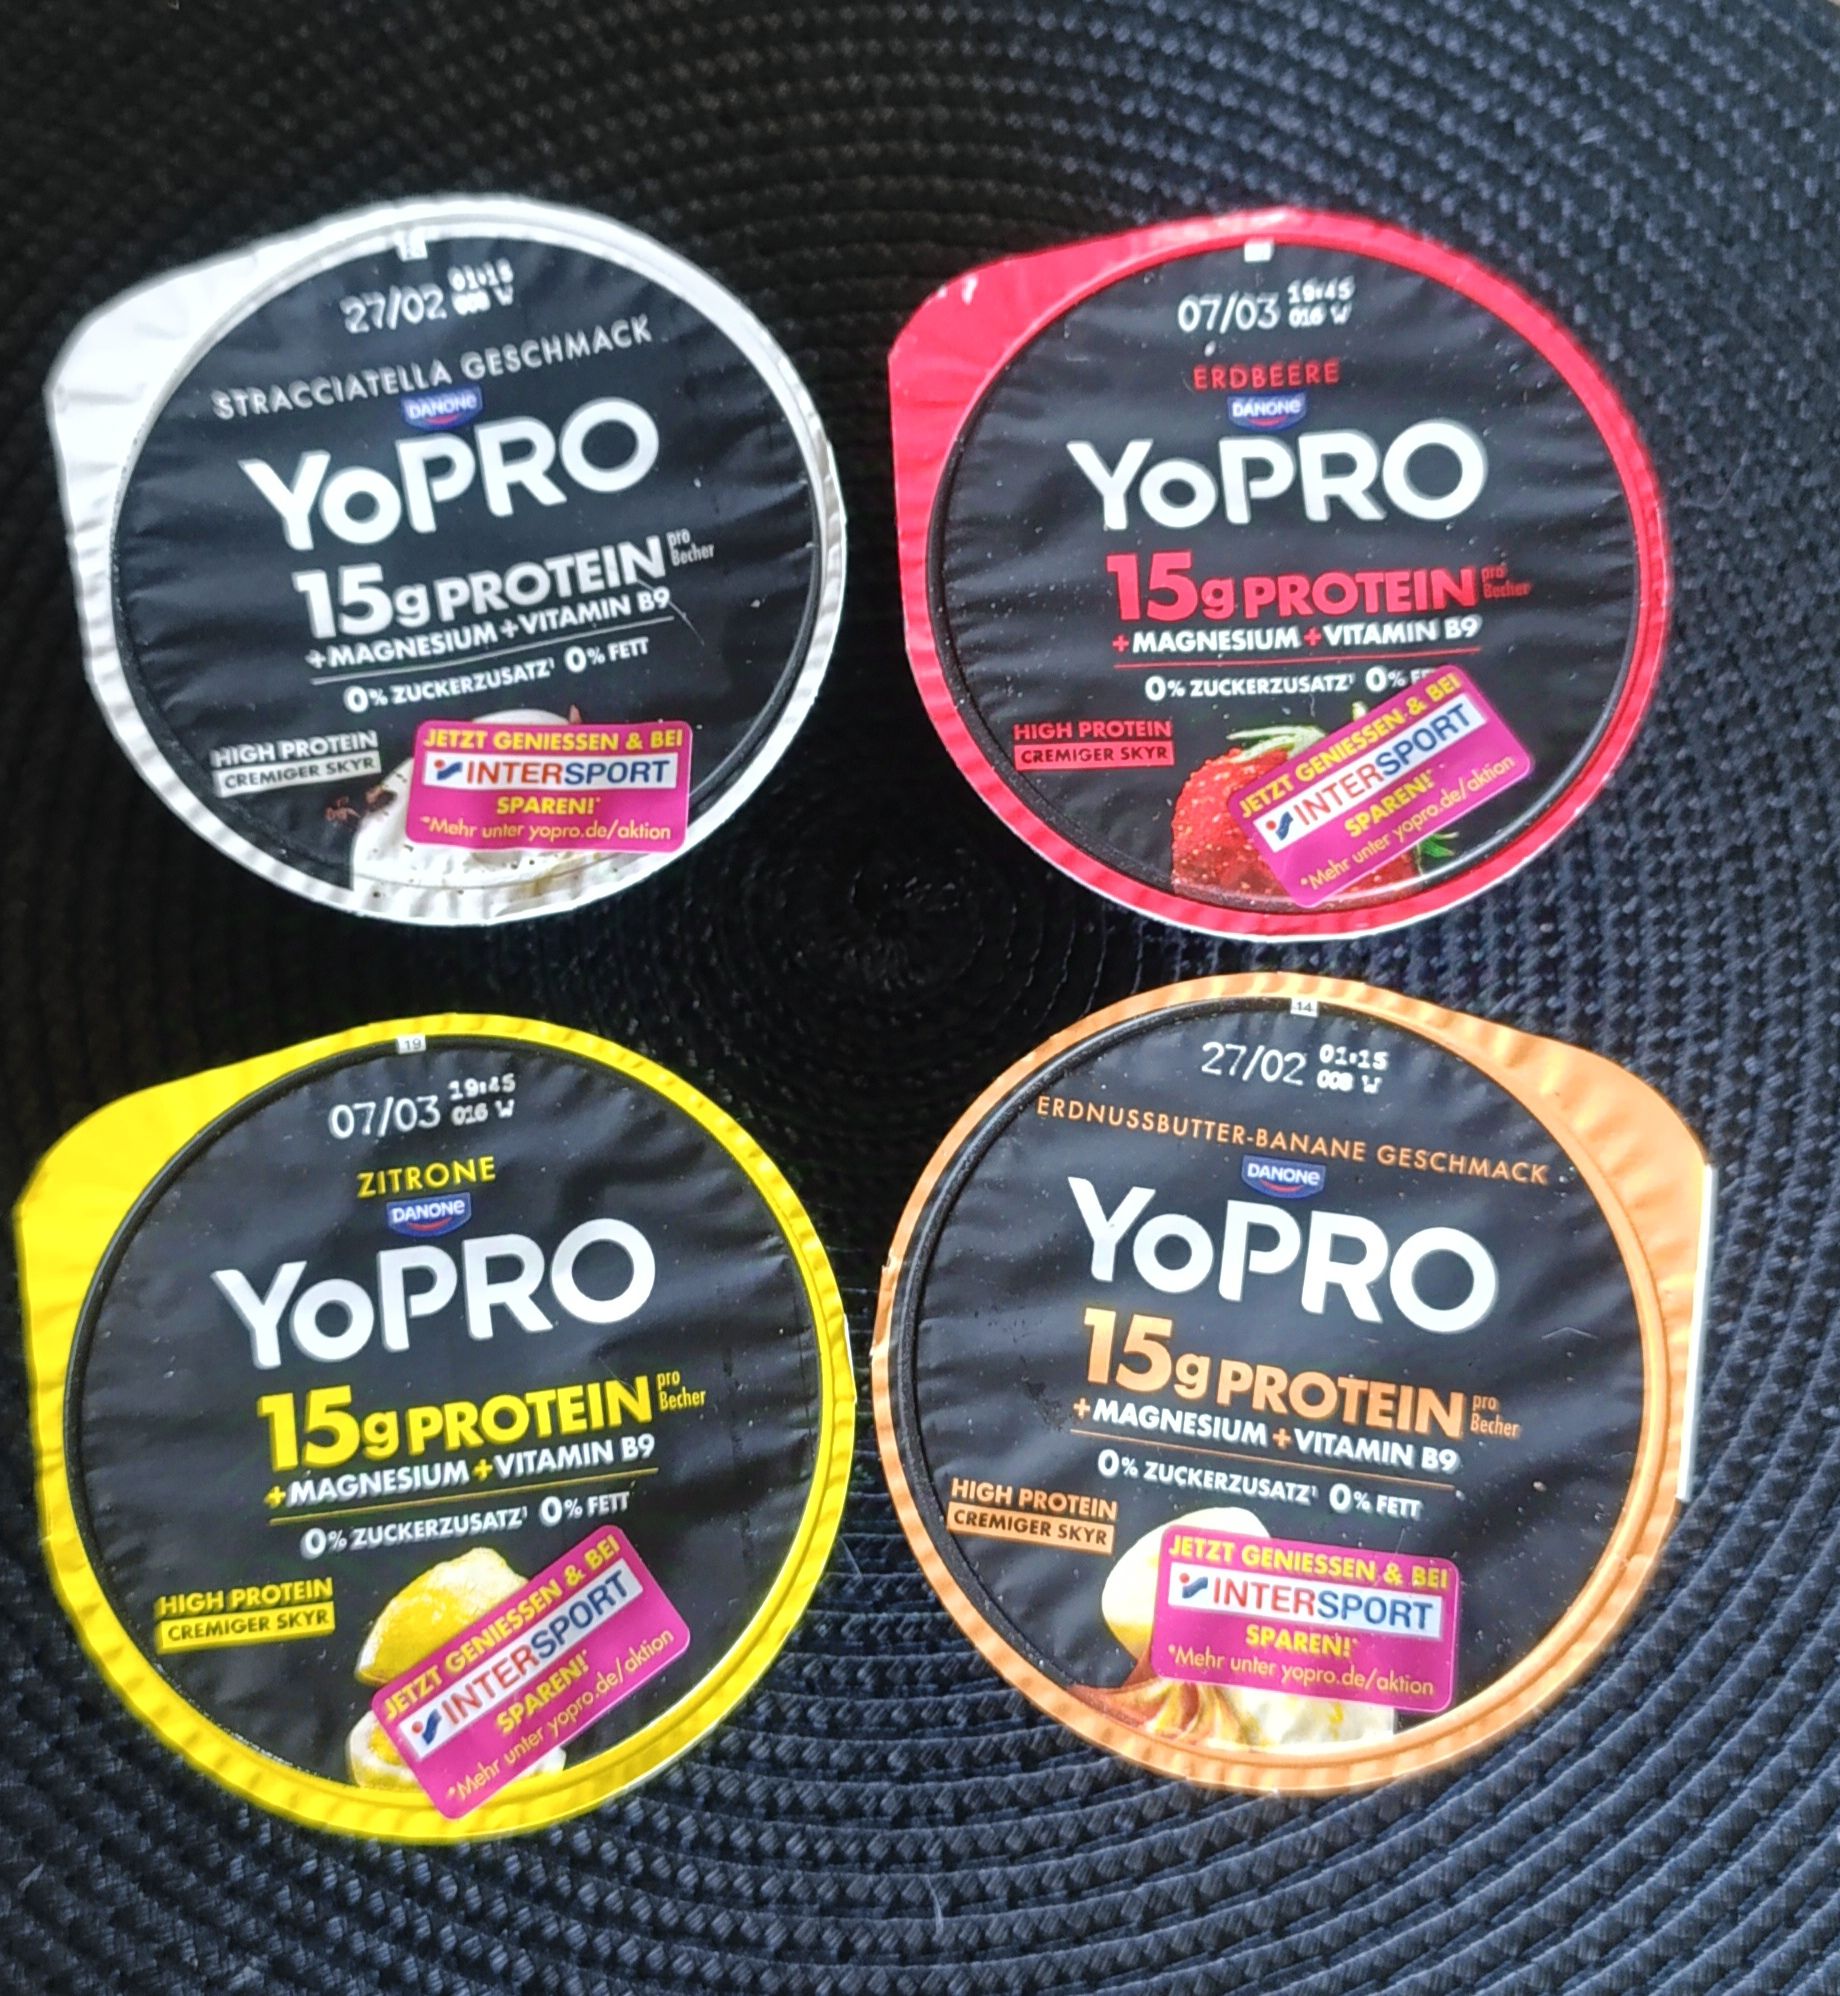 27/02 01:15
008 W
STRACCIATELLA GESCHMACK
DANONE
YoPRO
15g PROTEIN pro Becher
+MAGNESIUM+VITAMIN B9
0% ZUCKERZUSATZ¹ 0% FETT
HIGH PROTEIN
CREMIGER SKYR
JETZT GENIESSEN & BEI
INTERSPORT
SPAREN!*
*Mehr unter yopro.de/aktion
07/03 19:45
016 W
ERDBEERE
DANONE
YoPRO
15g PROTEIN pro Becher
+MAGNESIUM+VITAMIN B9
0% ZUCKERZUSATZ¹ 0%
HIGH PROTEIN
CREMIGER SKYR
JETZT GENIESSEN & BEI
INTERSPORT
SPAREN!*
*Mehr unter yopro.de/aktion
19
07/03 19:45
016 W
ZITRONE
DANONE
YoPRO
15g PROTEIN pro Becher
+MAGNESIUM+VITAMIN B9
0% ZUCKERZUSATZ¹ 0% FETT
HIGH PROTEIN
CREMIGER SKYR
JETZT GENIESSEN & BEI
INTERSPORT
SPAREN!*
*Mehr unter yopro.de/aktion
14
27/02 01:15
008 W
ERDNUSSBUTTER-BANANE GESCHMACK
DANONE
YoPRO
15g PROTEIN pro Becher
+MAGNESIUM+VITAMIN B9
0% ZUCKERZUSATZ¹ 0% FETT
HIGH PROTEIN
CREMIGER SKYR
JETZT GENIESSEN & BEI
INTERSPORT
SPAREN!*
*Mehr unter yopro.de/aktion